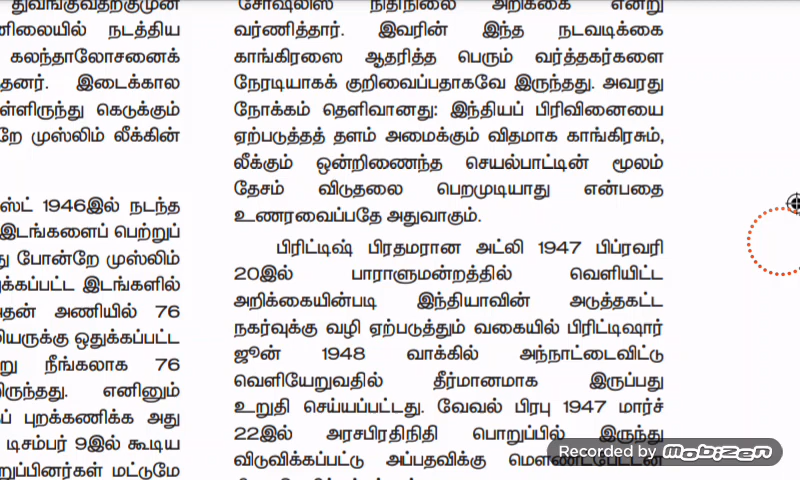 துவங்குவதற்குமுன்
னிலையில் நடத்திய
கலந்தாலோசனைக்
தனர். இடைக்கால
ள்ளிருந்து கெடுக்கும்
றே முஸ்லிம் லீக்கின்
ஸ்ட் 1946இல் நடந்த
இடங்களைப் பெற்றுப்
து போன்றே முஸ்லிம்
க்கப்பட்ட இடங்களில்
தன் அணியில் 76
யருக்கு ஒதுக்கப்பட்ட
று நீங்கலாக 76
ிருந்தது. எனினும்
ப் புறக்கணிக்க அது
டிசம்பர் 9இல் கூடிய
றுப்பினர்கள் மட்டுமே
சோஷலிஸ நிதிநிலை அறிக்கை என்று
வர்ணித்தார். இவரின் இந்த நடவடிக்கை
காங்கிரஸை ஆதரித்த பெரும் வர்த்தகர்களை
நேரடியாகக் குறிவைப்பதாகவே இருந்தது. அவரது
நோக்கம் தெளிவானது: இந்தியப் பிரிவினையை
ஏற்படுத்தத் தளம் அமைக்கும் விதமாக காங்கிரசும்,
லீக்கும் ஒன்றிணைந்த செயல்பாட்டின் மூலம்
தேசம் விடுதலை பெறமுடியாது என்பதை
உணரவைப்பதே அதுவாகும்.
பிரிட்டிஷ் பிரதமரான அட்லி 1947 பிப்ரவரி
20இல் பாராளுமன்றத்தில் வெளியிட்ட
அறிக்கையின்படி இந்தியாவின் அடுத்தகட்ட
நகர்வுக்கு வழி ஏற்படுத்தும் வகையில் பிரிட்டிஷார்
ஜூன் 1948 வாக்கில் அந்நாட்டைவிட்டு
வெளியேறுவதில் தீர்மானமாக இருப்பது
உறுதி செய்யப்பட்டது. வேவல் பிரபு 1947 மார்ச்
22இல் அரசபிரதிநிதி பொறுப்பில் இருந்து
விடுவிக்கப்பட்டு அப்பதவிக்கு மௌண்ட்பேட்டன்
Recorded by mobizen